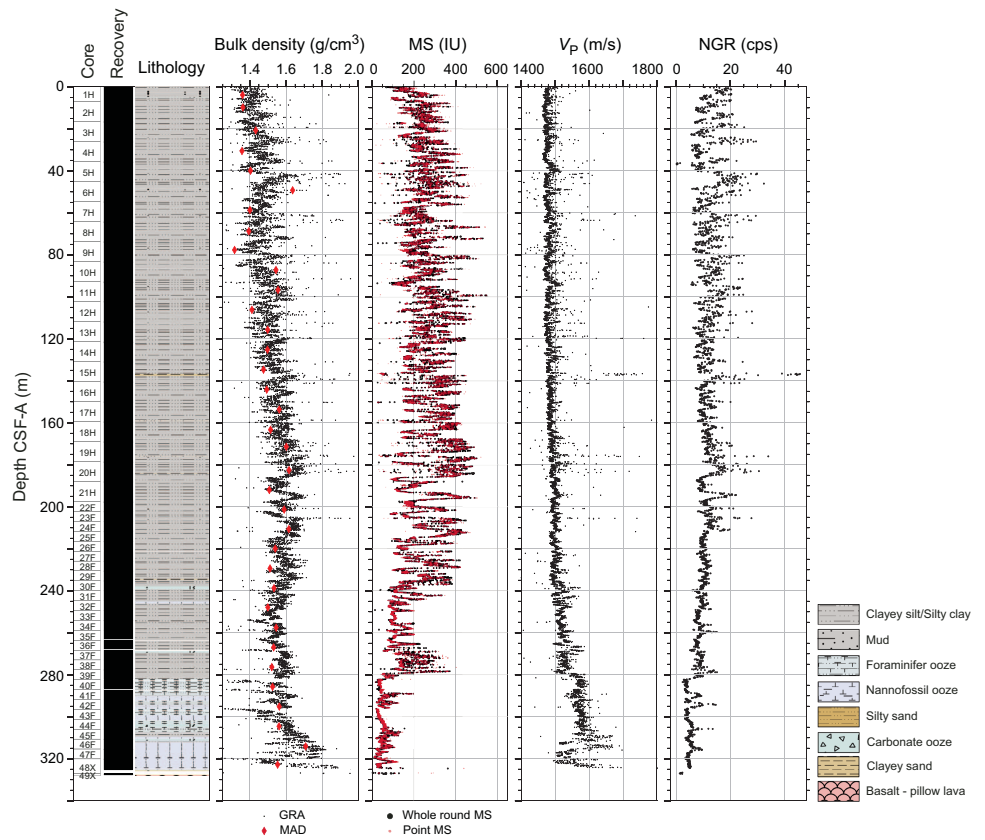 Core
Recovery
Lithology
Bulk density (g/cm³)
MS (IU)
VP (m/s)
NGR (cps)
1.4 1.6 1.8 2.0
0 200 400 600
1400 1600 1800
0 20 40
Depth CSF-A (m)
0
40
80
120
160
200
240
280
320
1H
2H
3H
4H
5H
6H
7H
8H
9H
10H
11H
12H
13H
14H
15H
16H
17H
18H
19H
20H
21H
22F
23F
24F
25F
26F
27F
28F
29F
30F
31F
32F
33F
34F
35F
36F
37F
38F
39F
40F
41F
42F
43F
44F
45F
46F
47F
48X
49X
Clayey silt/Silty clay
Mud
Foraminifer ooze
Nannofossil ooze
Silty sand
Carbonate ooze
Clayey sand
Basalt - pillow lava
GRA
MAD
Whole round MS
Point MS